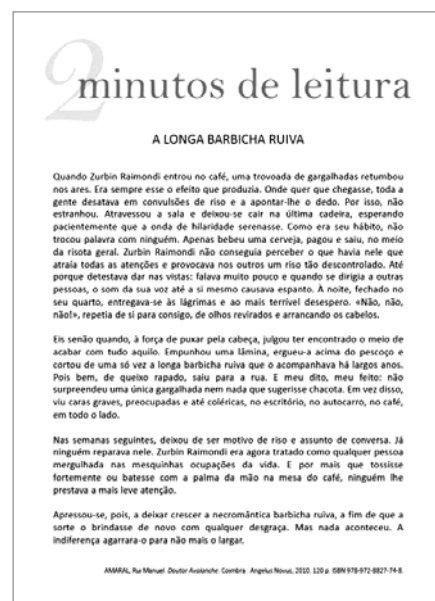 2 minutos de leitura
A LONGA BARBICHA RUIVA
Quando Zurbin Raimondi entrou no café, uma trovoada de gargalhadas retumbou
nos ares. Era sempre esse o efeito que produzia. Onde quer que chegasse, toda a
gente desatava em convulsões de riso e a apontar-lhe o dedo. Por isso, não
estranhou. Atravessou a sala e deixou-se cair na última cadeira, esperando
pacientemente que a onda de hilaridade serenasse. Como era seu hábito, não
trocou palavra com ninguém. Apenas bebeu uma cerveja, pagou e saiu, no meio
da risota geral. Zurbin Raimondi não conseguia perceber o que havia nele que
atraía todas as atenções e provocava nos outros um riso tão descontrolado. Até
porque detestava dar nas vistas: falava muito pouco e quando se dirigia a outras
pessoas, o som da sua voz até a si mesmo causava espanto. À noite, fechado no
seu quarto, entregava-se às lágrimas e ao mais terrível desespero. «Não, não,
não!», repetia de si para consigo, de olhos revirados e arrancando os cabelos.
Eis senão quando, à força de puxar pela cabeça, julgou ter encontrado o meio de
acabar com tudo aquilo. Empunhou uma lâmina, ergueu-a acima do pescoço e
cortou de uma só vez a longa barbicha ruiva que o acompanhava há largos anos.
Pois bem, de queixo rapado, saiu para a rua. E meu dito, meu feito: não
surpreendeu uma única gargalhada nem nada que sugerisse chacota. Em vez disso,
viu caras graves, preocupadas e até coléricas, no escritório, no autocarro, no café,
em todo o lado.
Nas semanas seguintes, deixou de ser motivo de riso e assunto de conversa. Já
ninguém reparava nele. Zurbin Raimondi era agora tratado como qualquer pessoa
mergulhada nas mesquinhas ocupações da vida. E por mais que tossisse
fortemente ou batesse com a palma da mão na mesa do café, ninguém lhe
prestava a mais leve atenção.
Apressou-se, pois, a deixar crescer a necromântica barbicha ruiva, a fim de que a
sorte o brindasse de novo com qualquer desgraça. Mas nada aconteceu. A
indiferença agarrara-o para não mais o largar.
AMARAL, Rui Manuel. Doutor Avalanche. Coimbra: Angelus Novus, 2010. 120 p. ISBN 978-972-8827-74-8.